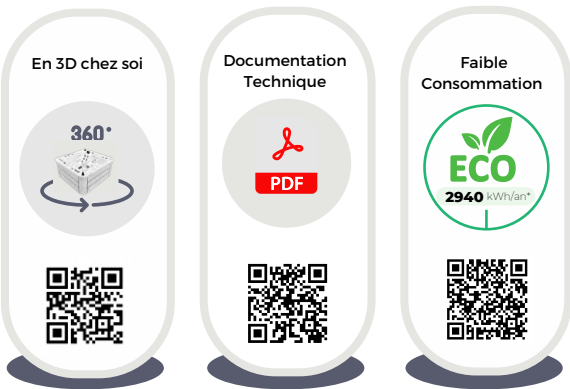 En 3D chez soi
360°
Documentation
Technique
PDF
Faible
Consommation
ECO
2940 kWh/an*